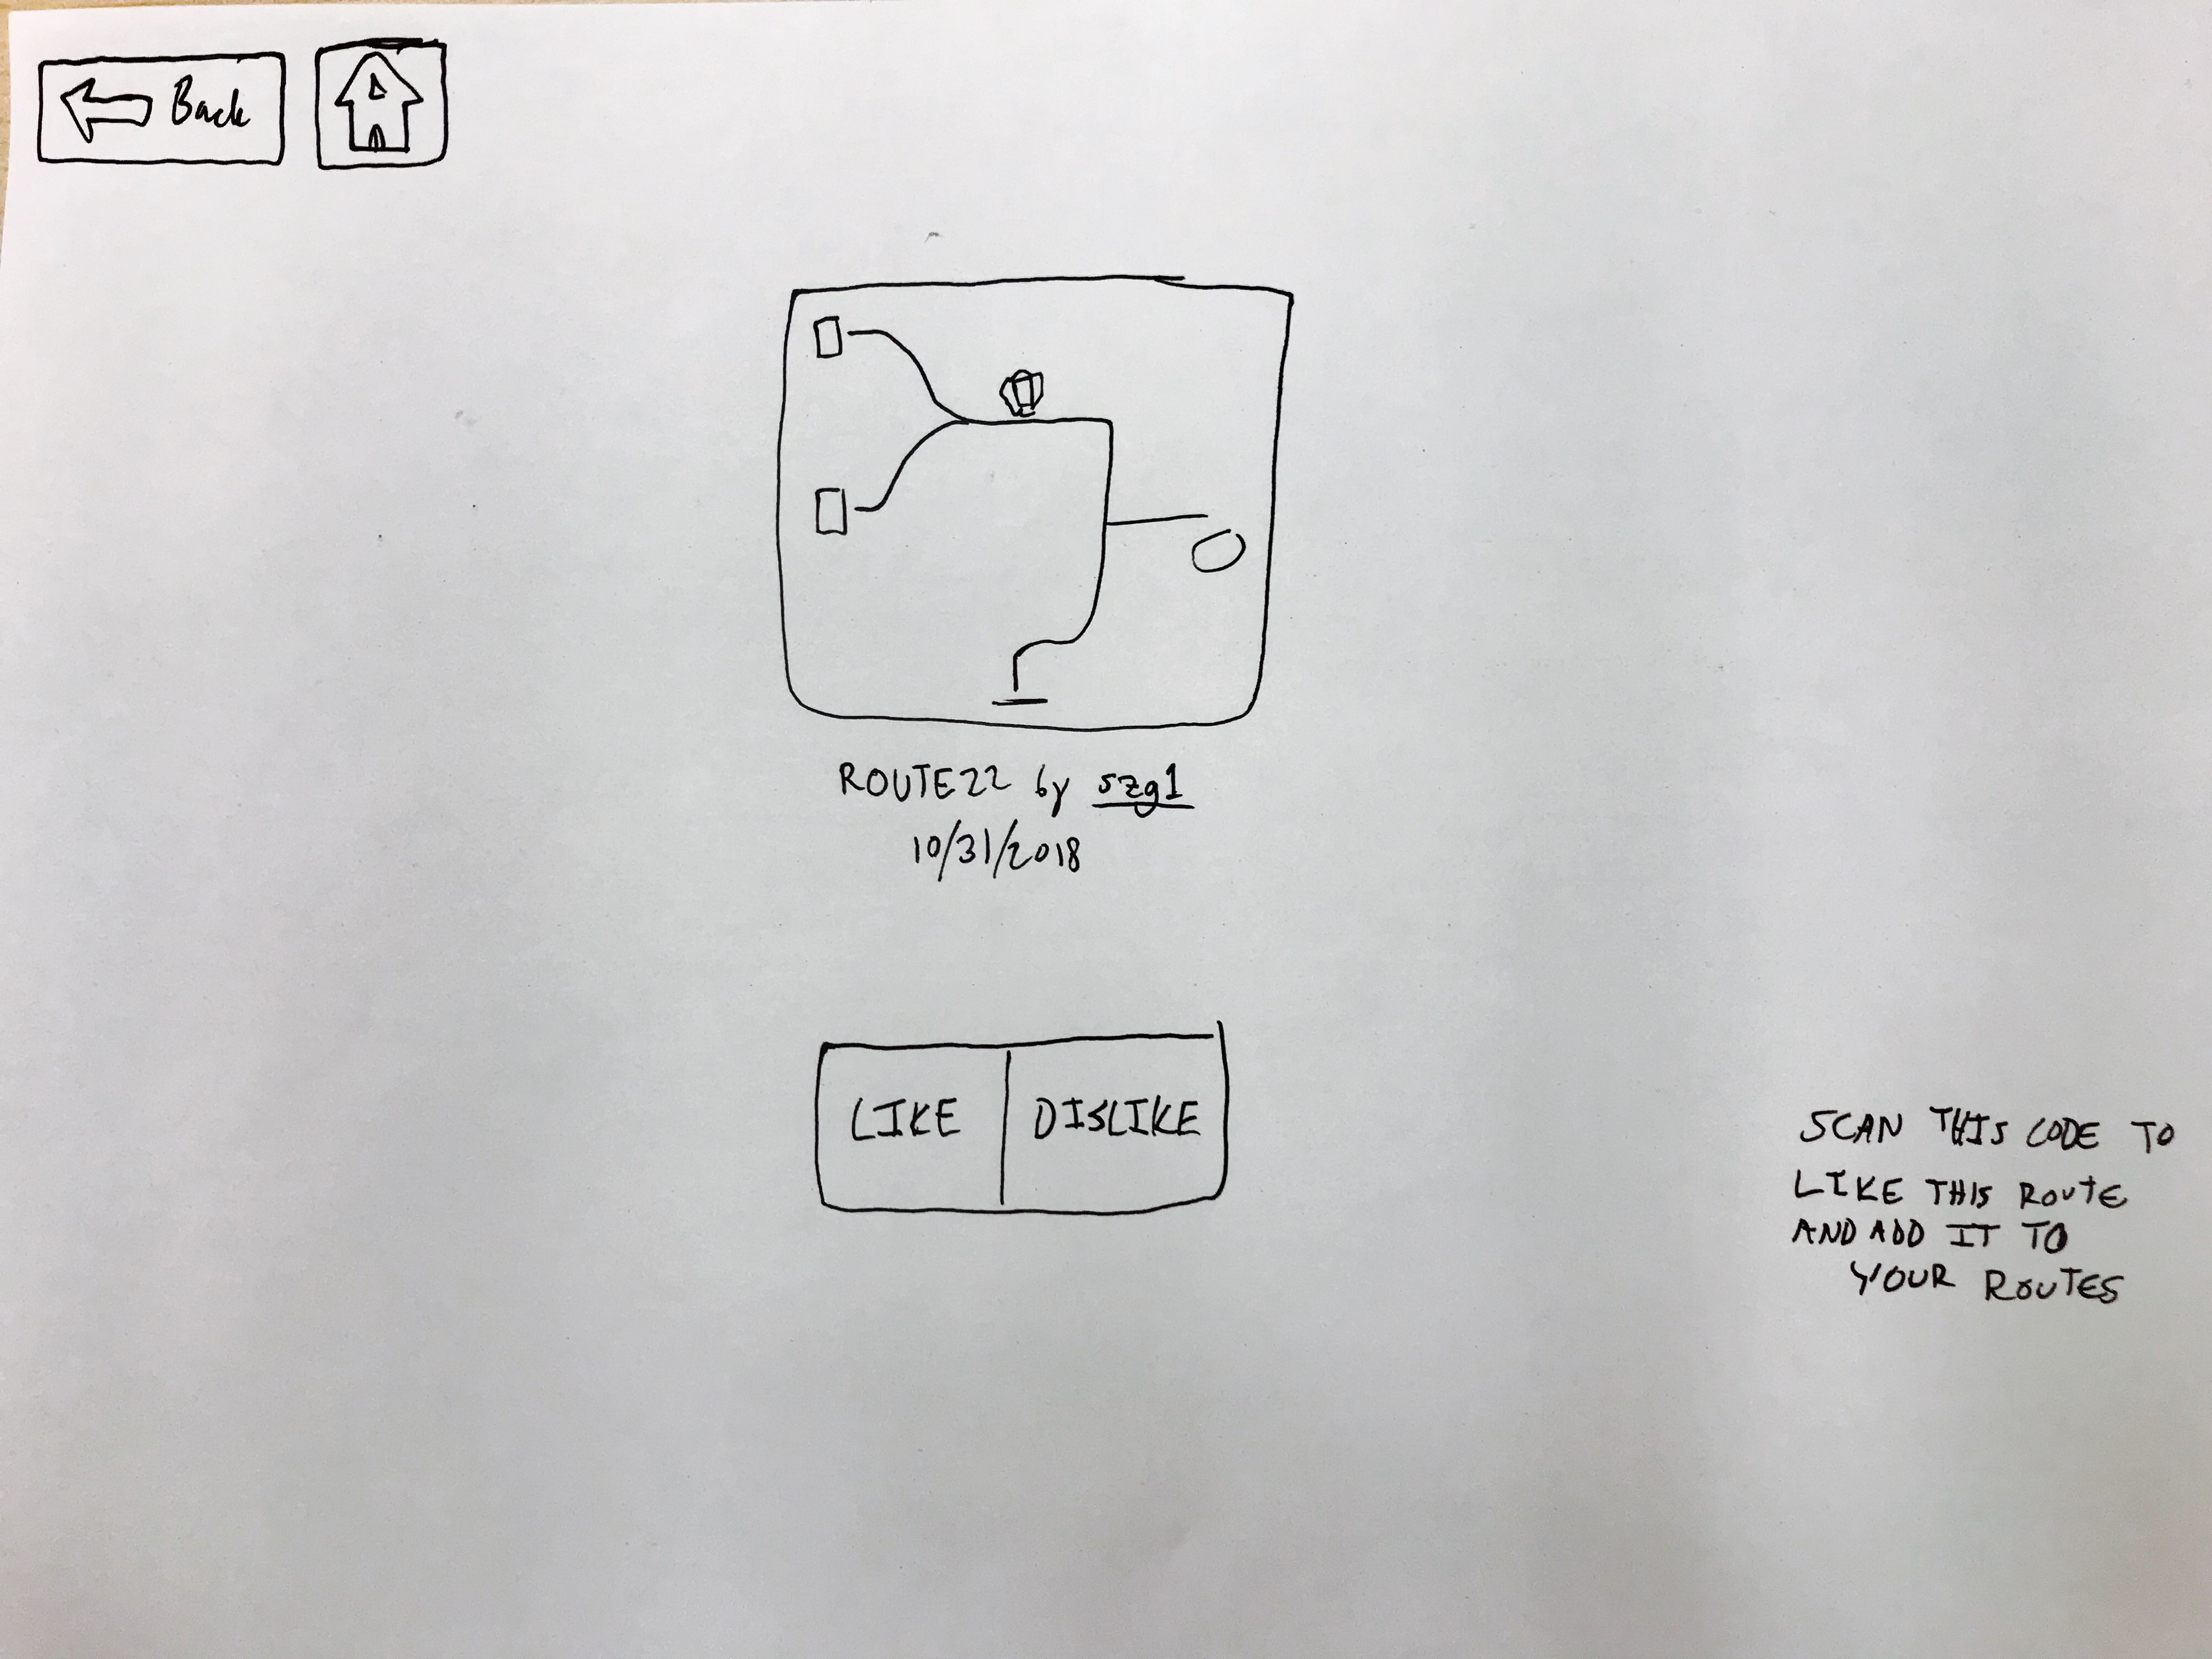 Back
ROUTE22 by szg1
10/31/2018
LIKE
DISLIKE
SCAN THIS CODE TO
LIKE THIS ROUTE
AND ADD IT TO
YOUR ROUTES